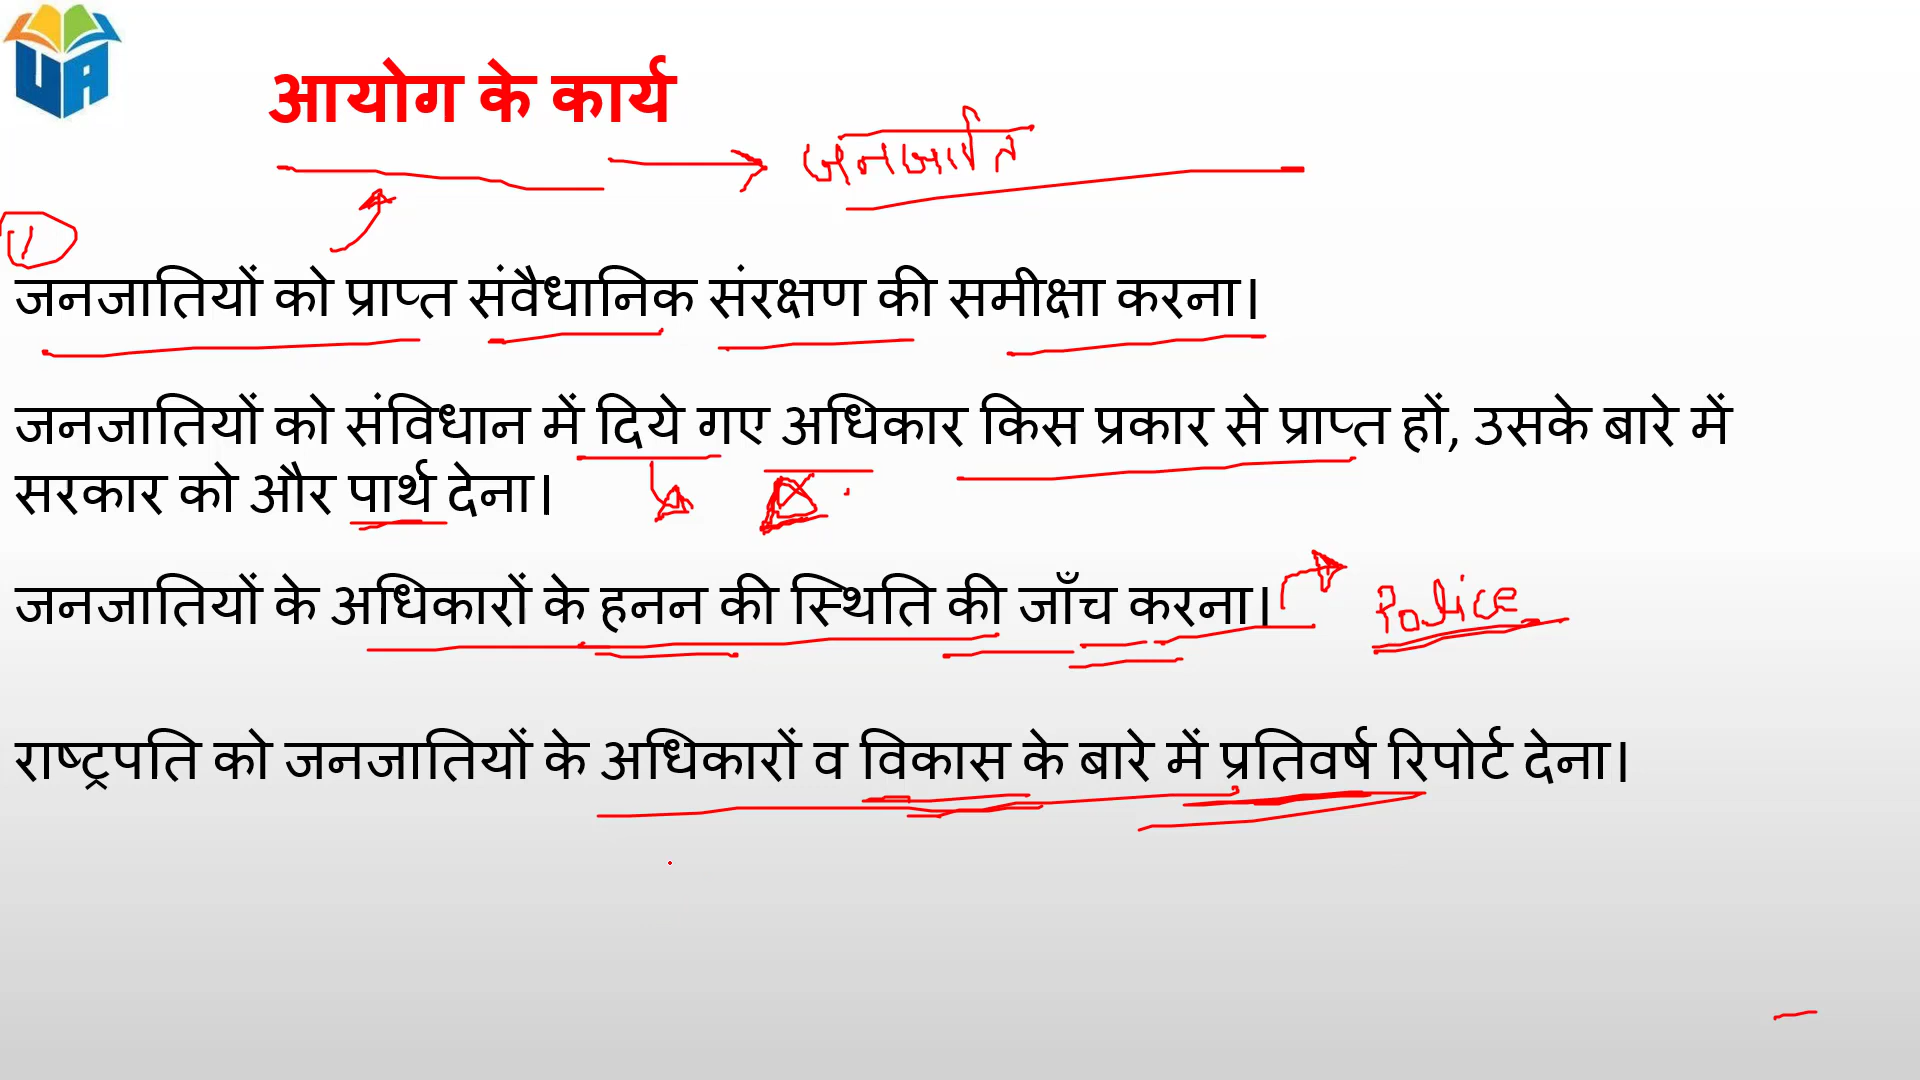 UA
आयोग के कार्य
जनजाति
1
जनजातियों को प्राप्त संवैधानिक संरक्षण की समीक्षा करना।
जनजातियों को संविधान में दिये गए अधिकार किस प्रकार से प्राप्त हों, उसके बारे में
सरकार को और पार्थ देना।
जनजातियों के अधिकारों के हनन की स्थिति की जाँच करना।
Police
राष्ट्रपति को जनजातियों के अधिकारों व विकास के बारे में प्रतिवर्ष रिपोर्ट देना।